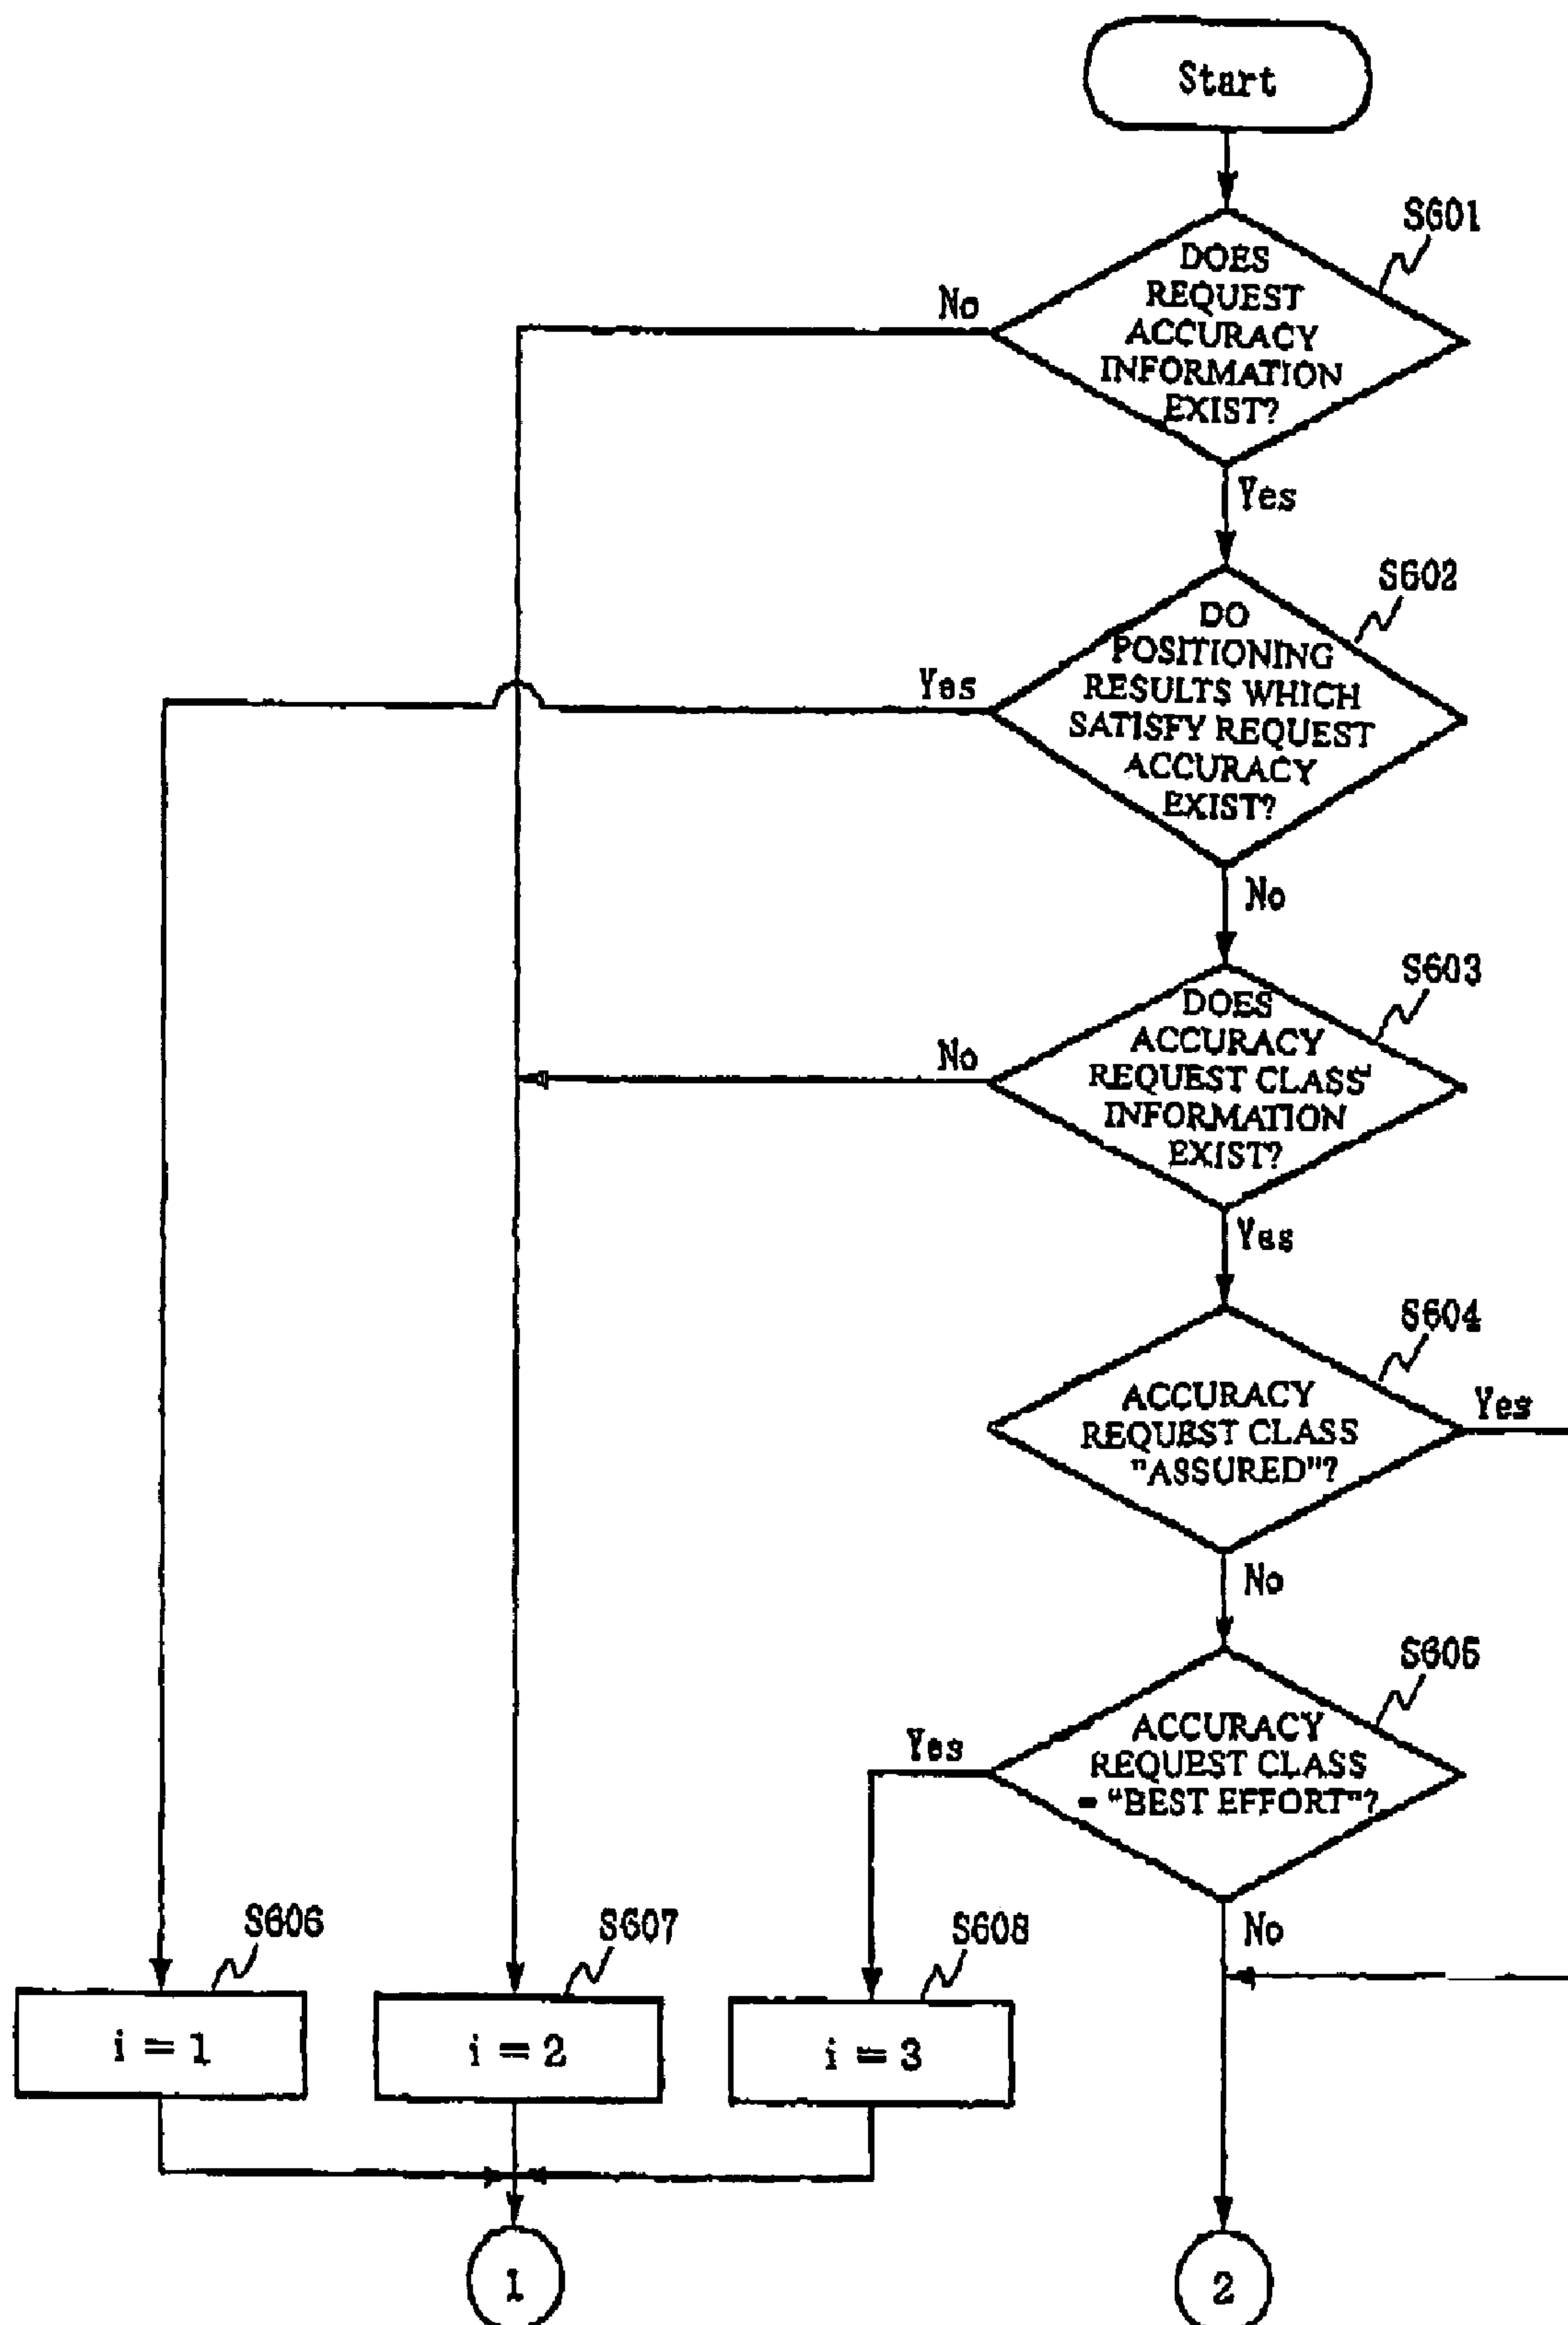 Start
S601
DOES
REQUEST
ACCURACY
INFORMATION
EXIST?
No
Yes
S602
DO
POSITIONING
RESULTS WHICH
SATISFY REQUEST
ACCURACY
EXIST?
Yes
No
S603
DOES
ACCURACY
REQUEST CLASS'
INFORMATION
EXIST?
No
Yes
S604
ACCURACY
REQUEST CLASS
"ASSURED"?
Yes
No
S605
ACCURACY
REQUEST CLASS
= "BEST EFFORT"?
Yes
No
S606
S607
S608
i = 1
i = 2
i = 3
1
2